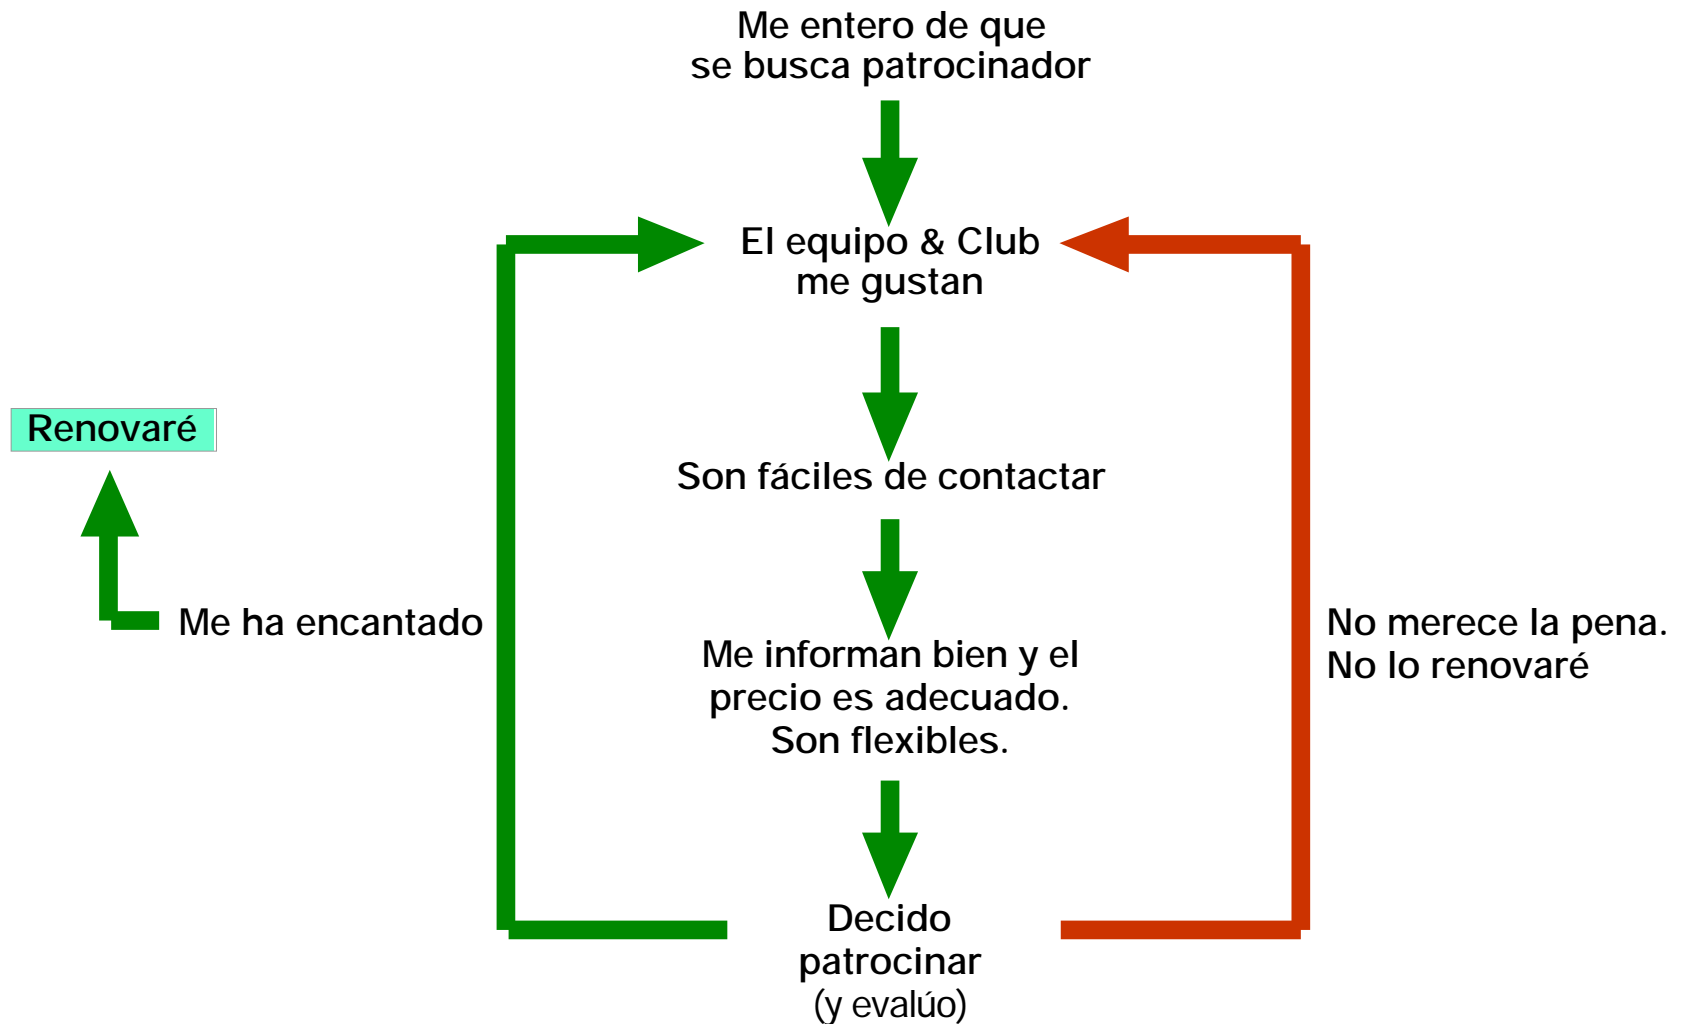 Me entero de que
se busca patrocinador
El equipo & Club
me gustan
Renovaré
Son fáciles de contactar
Me ha encantado
No merece la pena.
No lo renovaré
Me informan bien y el
precio es adecuado.
Son flexibles.
Decido
patrocinar
(y evalúo)